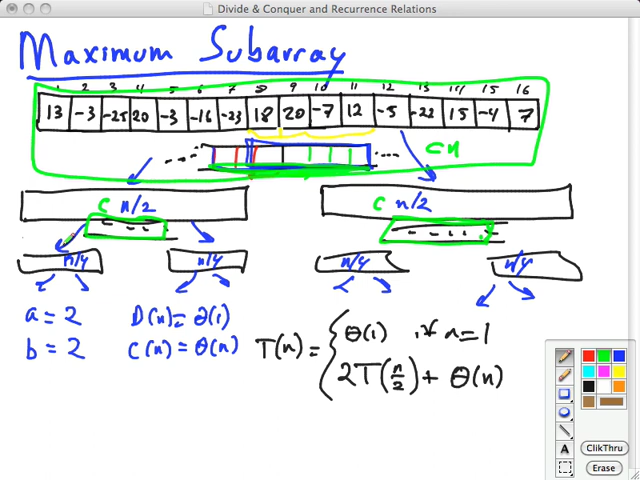 Divide & Conquer and Recurrence Relations
Maximum Subarray
1 2 3 4 5 6 7 8 9 10 11 12 13 14 15 16
13 -3 -25 20 -3 -16 -23 18 20 -7 12 -5 -22 15 -4 7
cn
c n/2 c n/2
n/4 n/4 n/4 n/4
a = 2 D(n) = Θ(1)
b = 2 C(n) = Θ(n)
T(n) = { Θ(1) , if n = 1
2T(n/2) + Θ(n)
A
ClikThru
Erase